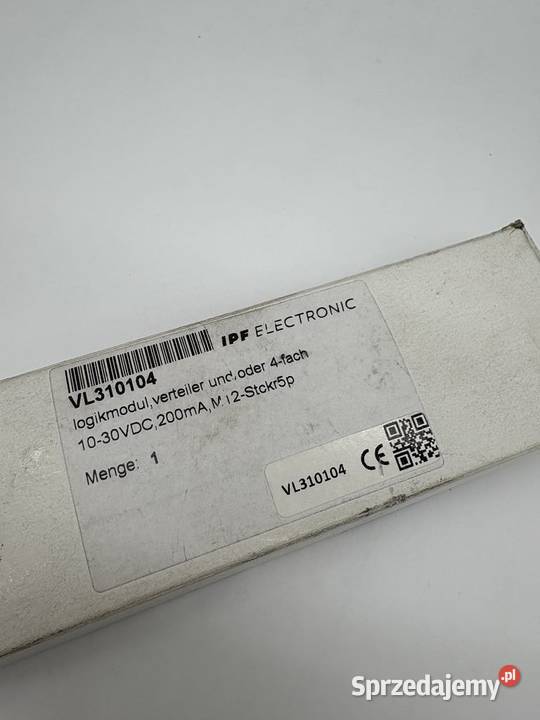 IPF ELECTRONIC
VL310104
logikmodul,verteiler und,oder 4-fach
10-30VDC,200mA,M12-Stckr5p
Menge: 1
VL310104 CE
Sprzedajemy.pl